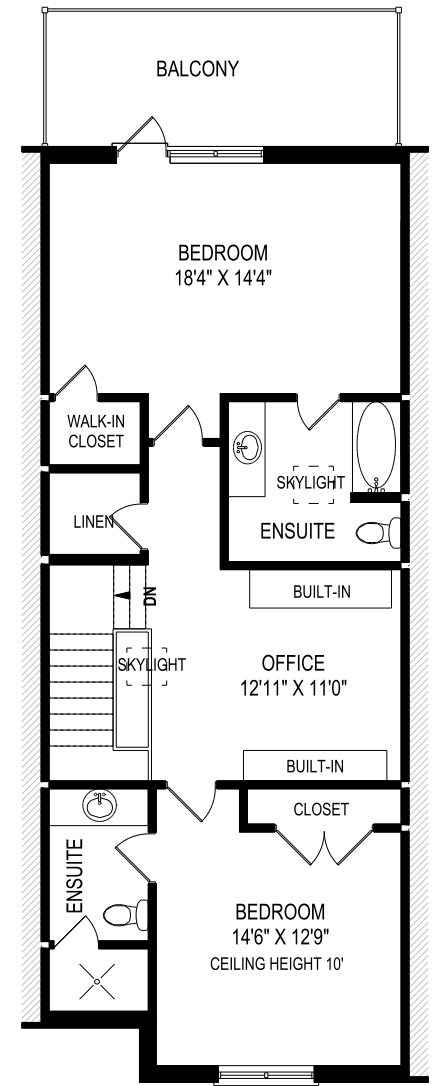 BALCONY
BEDROOM
18'4" X 14'4"
WALK-IN
CLOSET
SKYLIGHT
LINEN
ENSUITE
BUILT-IN
DN
SKYLIGHT
OFFICE
12'11" X 11'0"
BUILT-IN
CLOSET
ENSUITE
BEDROOM
14'6" X 12'9"
CEILING HEIGHT 10'